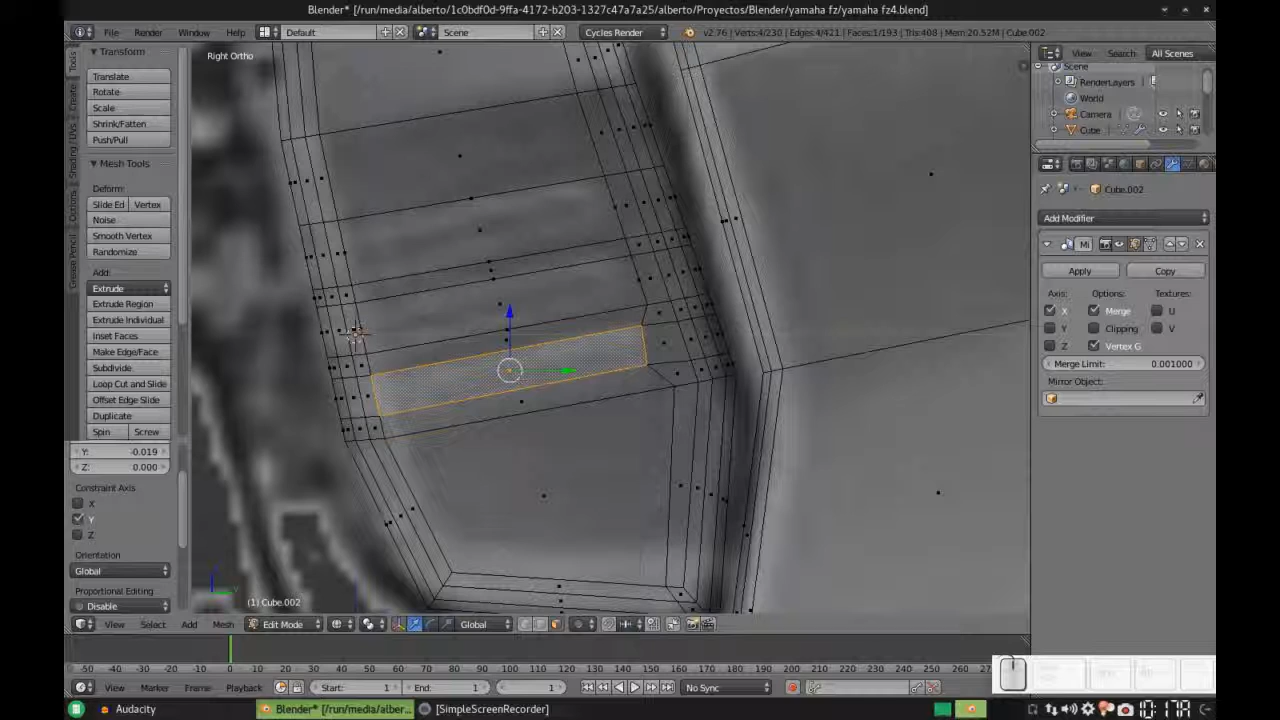 Blender* [/run/media/alberto/1c0bdf0d-9ffa-4172-b203-1327c47a7a25/alberto/Proyectos/Blender/yamaha fz/yamaha fz4.blend]
File Render Window Help Default Scene Cycles Render v2.76 | Verts:4/230 | Edges:4/421 | Faces:1/193 | Tris:408 | Mem:20.52M | Cube.002
Transform
Translate
Rotate
Scale
Shrink/Fatten
Push/Pull
Mesh Tools
Deform:
Slide Ed Vertex
Noise
Smooth Vertex
Randomize
Add:
Extrude
Extrude Region
Extrude Individual
Inset Faces
Make Edge/Face
Subdivide
Loop Cut and Slide
Offset Edge Slide
Duplicate
Spin Screw
Y: -0.019
Z: 0.000
Constraint Axis
X
Y
Z
Orientation
Global
Proportional Editing
Disable
Tools
Create
Shading / UVs
Options
Grease Pencil
Right Ortho
(1) Cube.002
View Search All Scenes
Scene
RenderLayers
World
Camera
Cube
Cube.002
Add Modifier
Mi
Apply Copy
Axis: Options: Textures:
X Merge U
Y Clipping V
Z Vertex G
Merge Limit: 0.001000
Mirror Object:
View Select Add Mesh Edit Mode Global
-50 -40 -30 -20 -10 0 10 20 30 40 50 60 70 80 90 100 110 120 130 140 150 160 170 180 190 200 210 220 230 240 250 260
View Marker Frame Playback Start: 1 End: 1 1 No Sync
Audacity Blender* [/run/media/alber... [SimpleScreenRecorder]